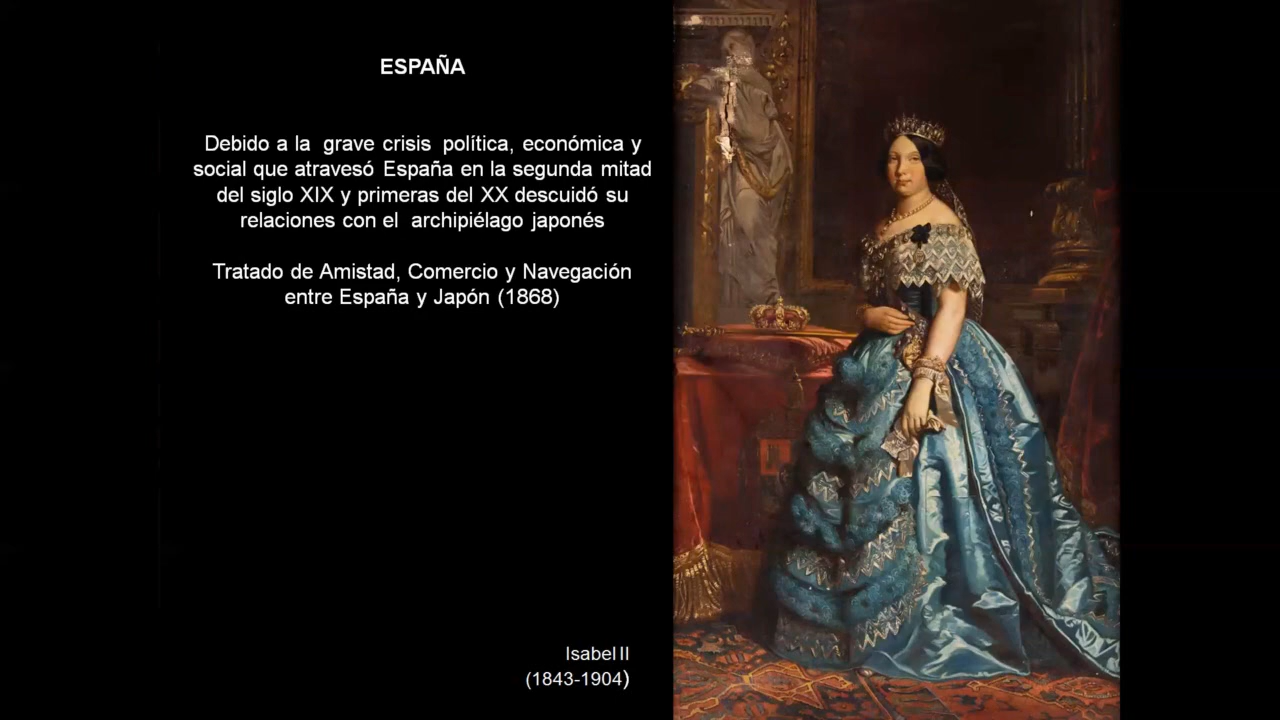 ESPAÑA
Debido a la grave crisis política, económica y
social que atravesó España en la segunda mitad
del siglo XIX y primeras del XX descuidó su
relaciones con el archipiélago japonés
Tratado de Amistad, Comercio y Navegación
entre España y Japón (1868)
Isabel II
(1843-1904)